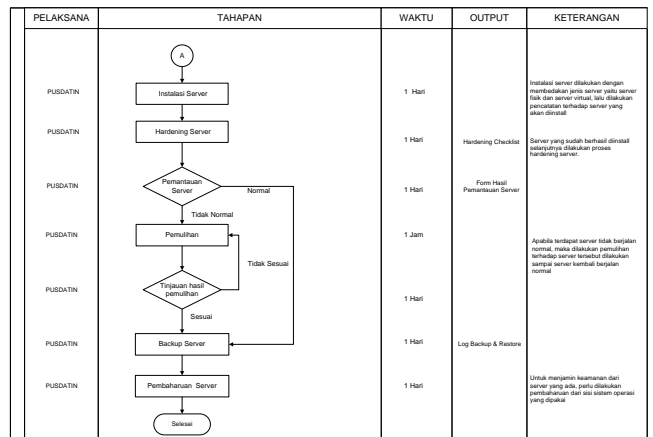 PELAKSANA TAHAPAN WAKTU OUTPUT KETERANGAN
A
PUSDATIN Instalasi Server 1 Hari
Instalasi server dilakukan dengan
membedakan jenis server yaitu server
fisik dan server virtual, lalu dilakukan
pencatatan terhadap server yang
akan diinstall
PUSDATIN Hardening Server 1 Hari Hardening Checklist
Server yang sudah berhasil diinstall
selanjutnya dilakukan proses
hardening server.
PUSDATIN
Pemantauan
Server
Normal
1 Hari
Form Hasil
Pemantauan Server
Tidak Normal
PUSDATIN Pemulihan 1 Jam
Apabila terdapat server tidak berjalan
normal, maka dilakukan pemulihan
terhadap server tersebut dilakukan
sampai server kembali berjalan
normal
Tidak Sesuai
PUSDATIN
Tinjauan hasil
pemulihan
1 Hari
Sesuai
PUSDATIN Backup Server 1 Hari Log Backup & Restore
PUSDATIN Pembaharuan Server 1 Hari
Untuk menjamin keamanan dari
server yang ada, perlu dilakukan
pembaharuan dari sisi sistem operasi
yang dipakai
Selesai